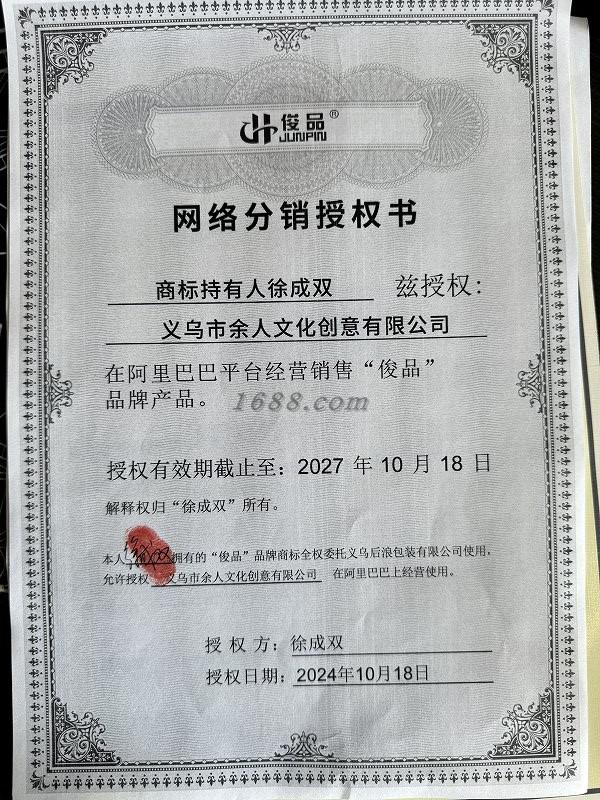 俊品®
JUNPIN
网络分销授权书
商标持有人徐成双 兹授权：
义乌市余人文化创意有限公司
在阿里巴巴平台经营销售“俊品”
品牌产品。
1688.com
授权有效期截止至：2027 年 10 月 18 日
解释权归“徐成双”所有。
本人徐成双拥有的“俊品”品牌商标全权委托义乌后浪包装有限公司使用，
允许授权 义乌市余人文化创意有限公司 在阿里巴巴上经营使用。
授 权 方：徐成双
授权日期：2024年10月18日